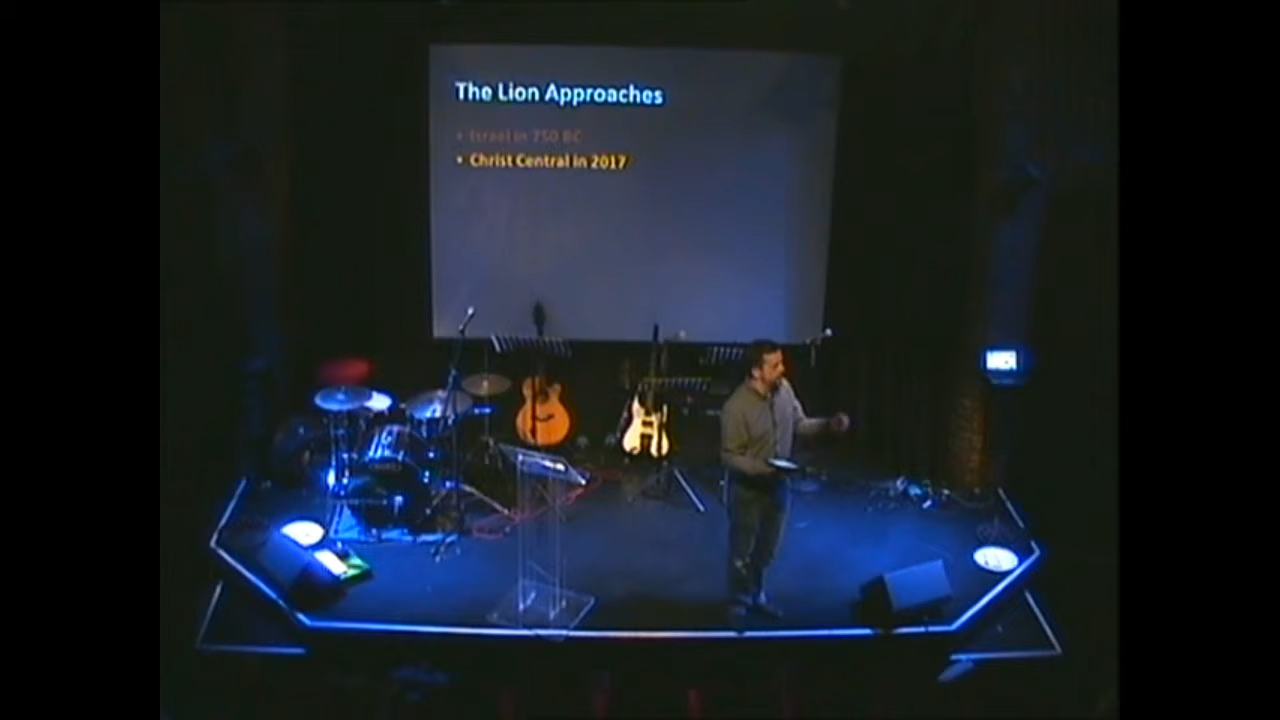 The Lion Approaches
• Israel in 750 BC
• Christ Central in 2017